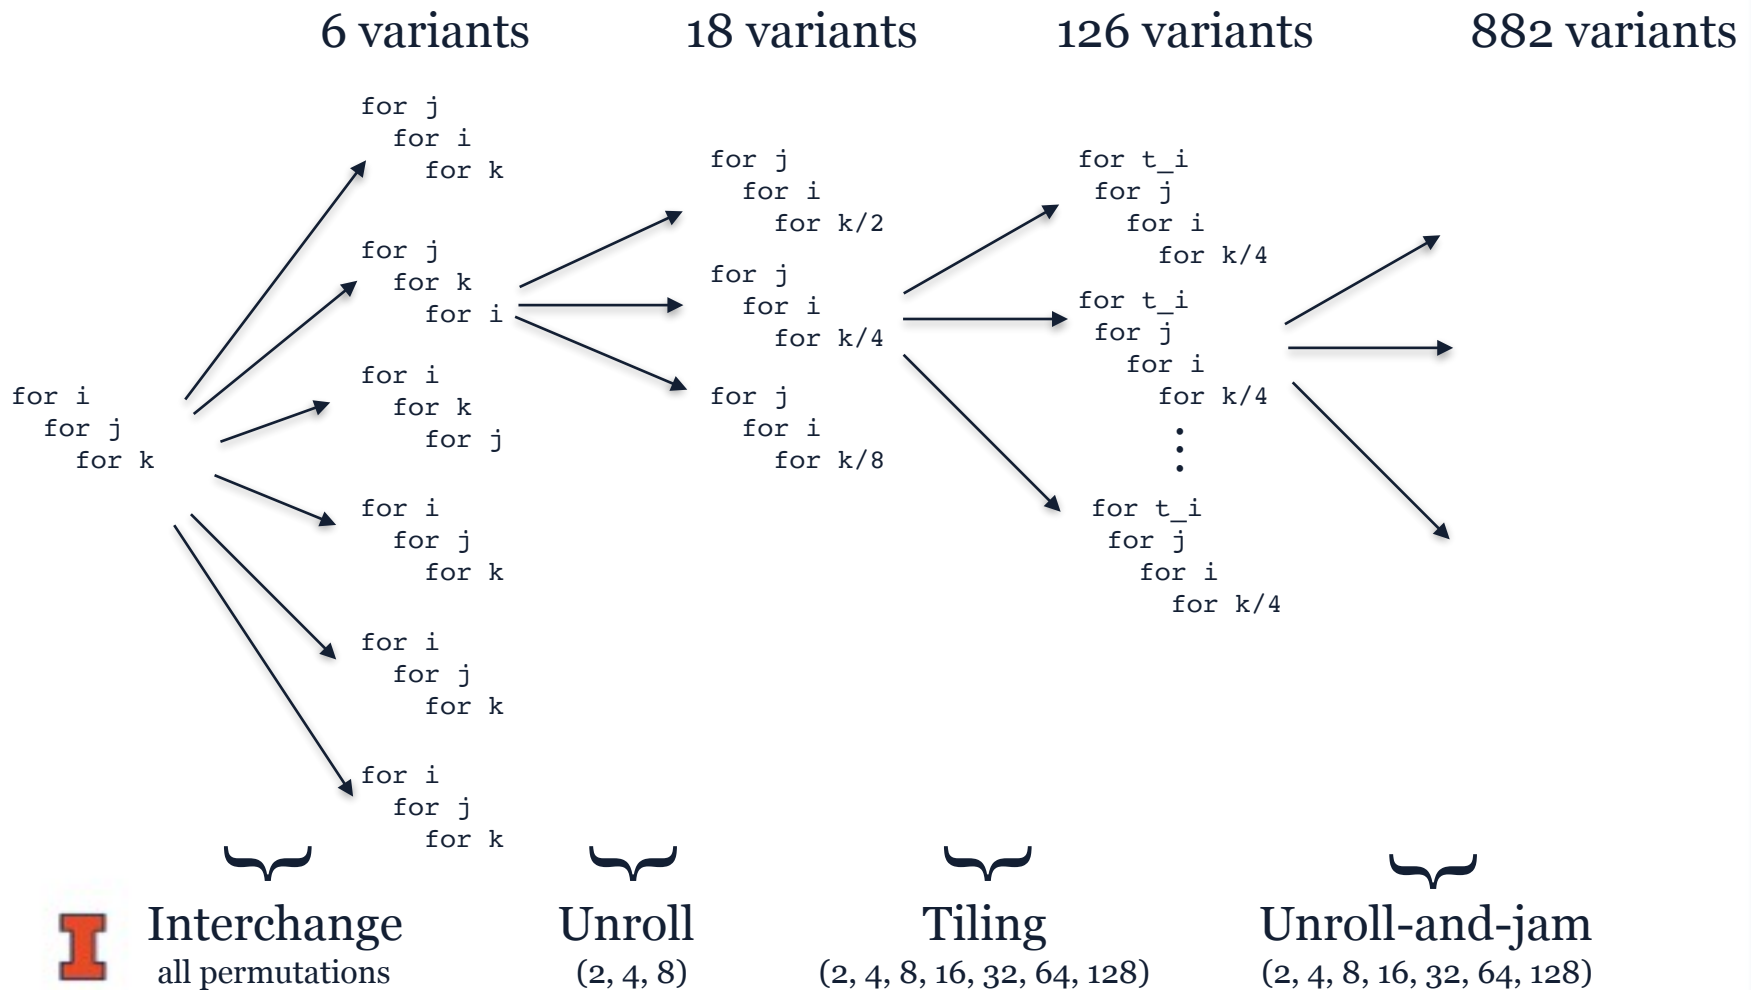 6 variants
18 variants
126 variants
882 variants
for i
for j
for k
for j
for i
for k
for j
for k
for i
for i
for k
for j
for i
for j
for k
for i
for j
for k
for i
for j
for k
for j
for i
for k/2
for j
for i
for k/4
for j
for i
for k/8
for t_i
for j
for i
for k/4
for t_i
for j
for i
for k/4
for t_i
for j
for i
for k/4
I
Interchange
all permutations
Unroll
(2, 4, 8)
Tiling
(2, 4, 8, 16, 32, 64, 128)
Unroll-and-jam
(2, 4, 8, 16, 32, 64, 128)